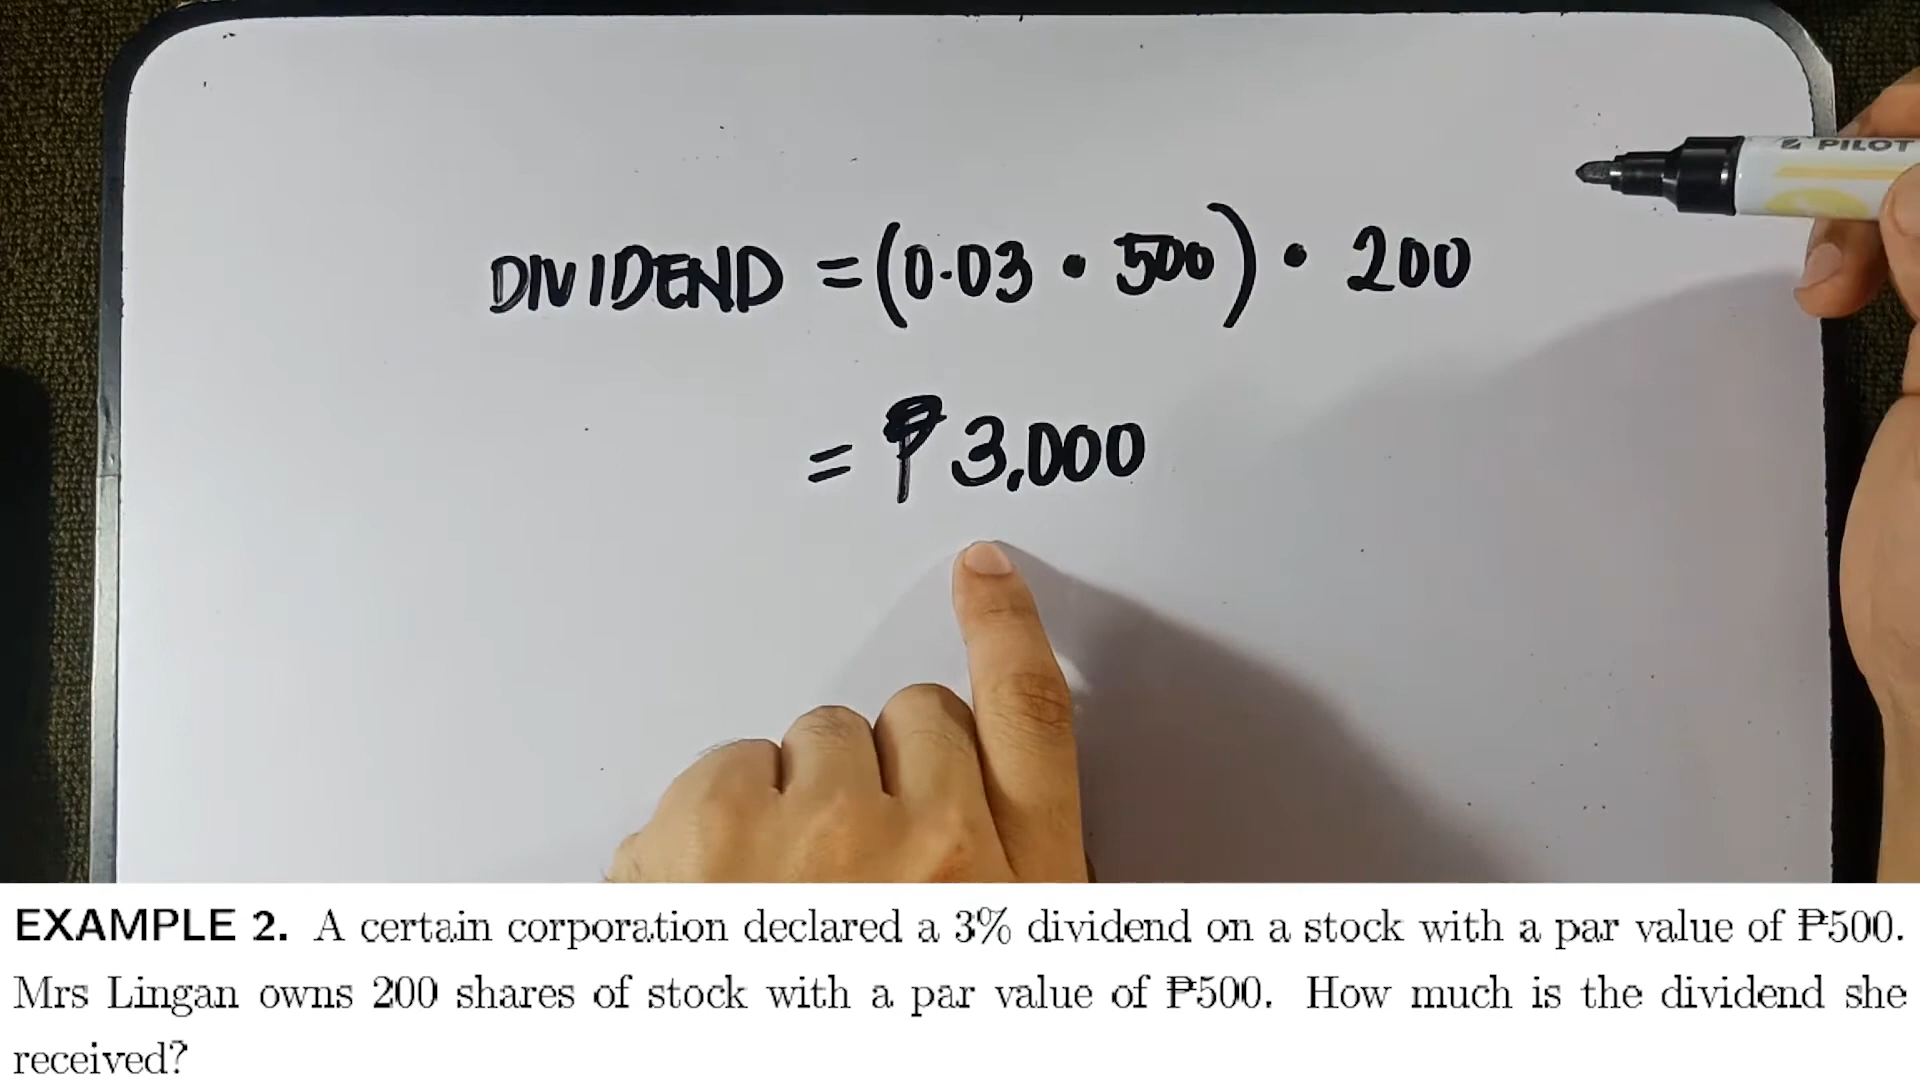 PILOT
DIVIDEND = (0.03 • 500) • 200
= ₱3,000
EXAMPLE 2. A certain corporation declared a 3% dividend on a stock with a par value of ₱500.
Mrs Lingan owns 200 shares of stock with a par value of ₱500. How much is the dividend she
received?